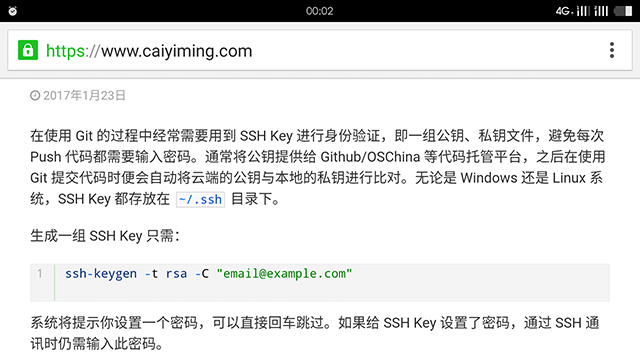 00:02
4G
https://www.caiyiming.com
2017年1月23日
在使用 Git 的过程中经常需要用到 SSH Key 进行身份验证，即一组公钥、私钥文件，避免每次
Push 代码都需要输入密码。通常将公钥提供给 Github/OSChina 等代码托管平台，之后在使用
Git 提交代码时便会自动将云端的公钥与本地的私钥进行比对。无论是 Windows 还是 Linux 系
统，SSH Key 都存放在 ~/.ssh 目录下。
生成一组 SSH Key 只需：
1 ssh-keygen -t rsa -C "email@example.com"
系统将提示你设置一个密码，可以直接回车跳过。如果给 SSH Key 设置了密码，通过 SSH 通
讯时仍需输入此密码。